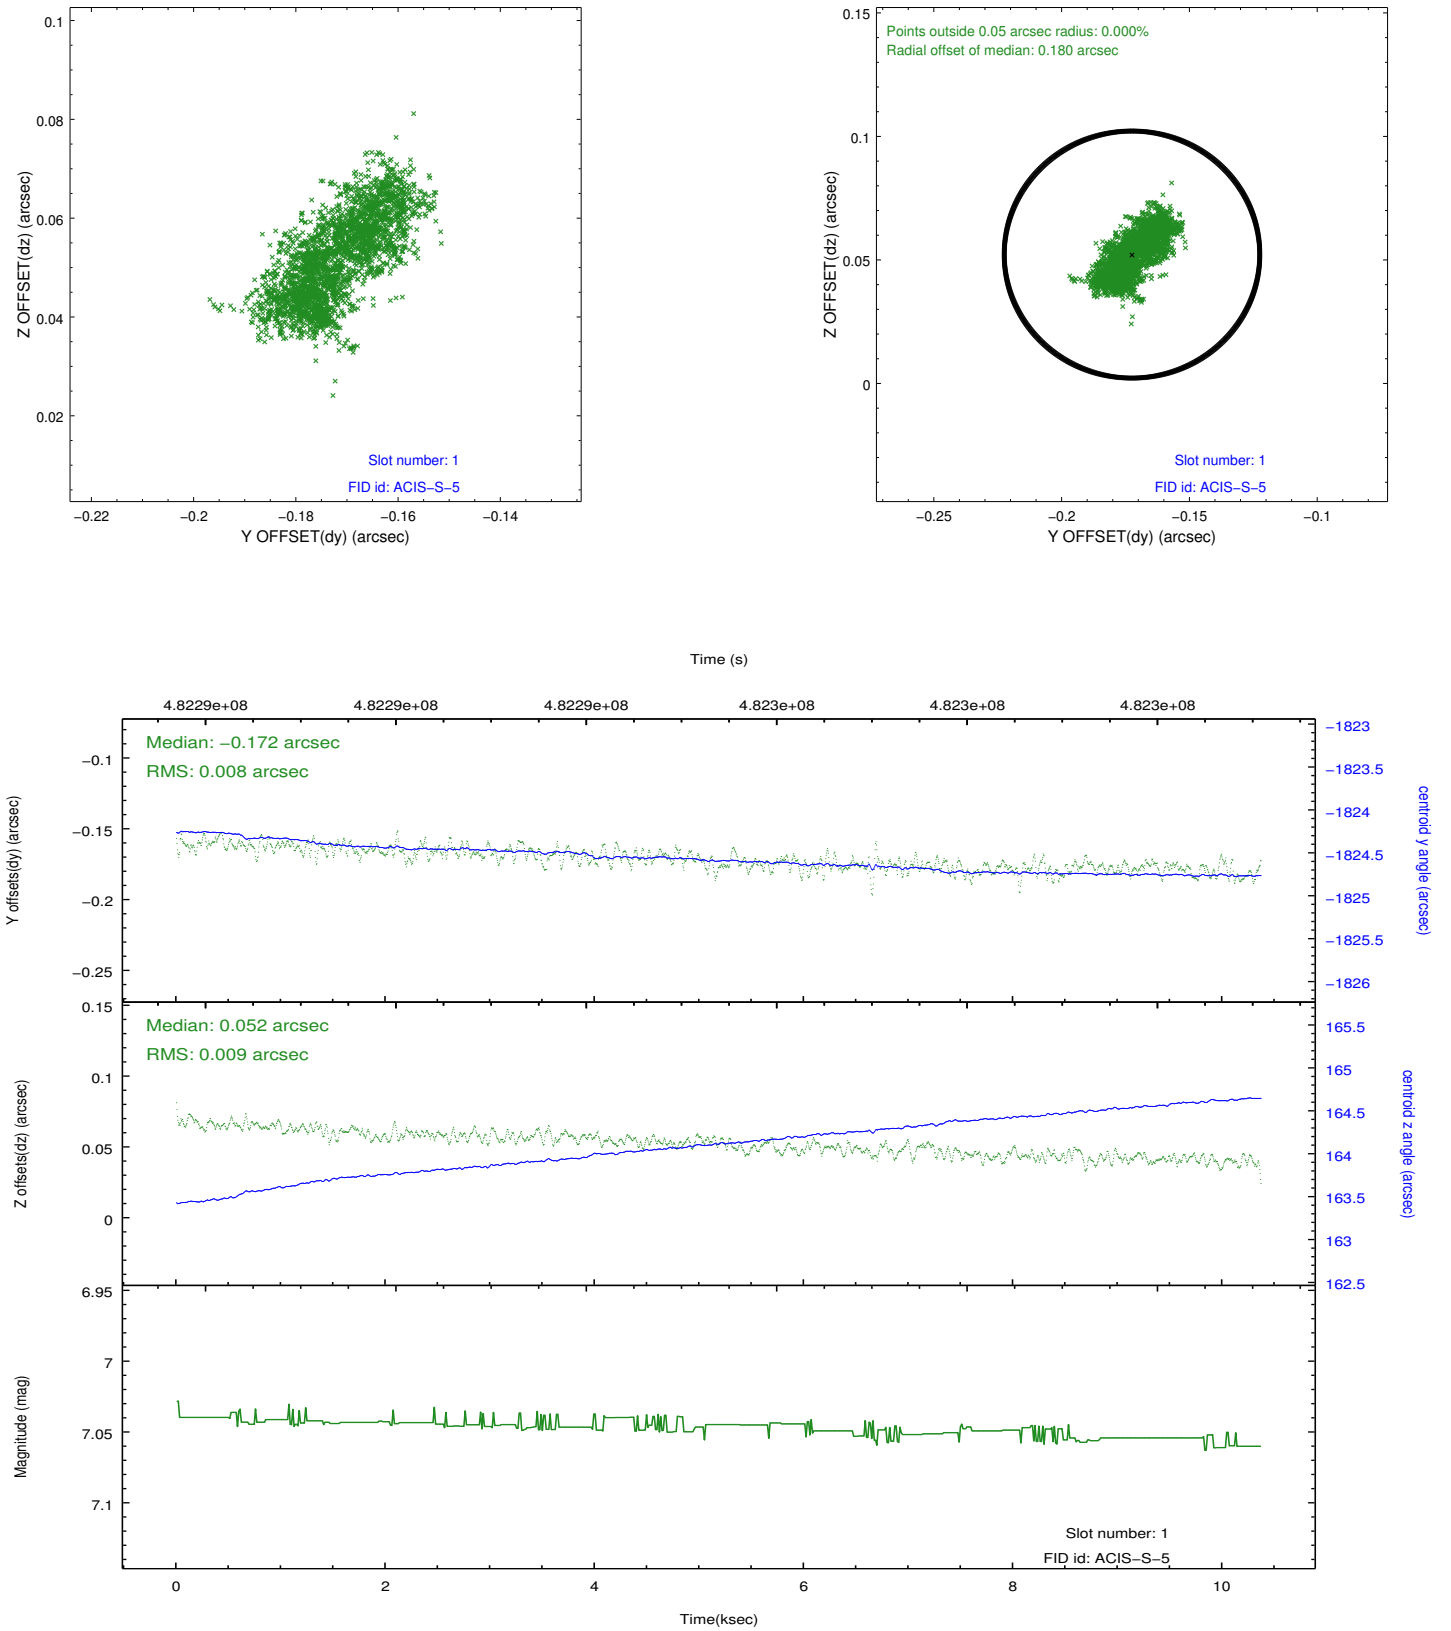 0.1
0.08
0.06
0.04
0.02
Z OFFSET(dz) (arcsec)
Slot number: 1
FID id: ACIS−S−5
−0.22 −0.2 −0.18 −0.16 −0.14
Y OFFSET(dy) (arcsec)
0.15
0.1
0.05
0
Z OFFSET(dz) (arcsec)
Points outside 0.05 arcsec radius: 0.000%
Radial offset of median: 0.180 arcsec
Slot number: 1
FID id: ACIS−S−5
−0.25 −0.2 −0.15 −0.1
Y OFFSET(dy) (arcsec)
Time (s)
4.8229e+08 4.8229e+08 4.8229e+08 4.823e+08 4.823e+08 4.823e+08
Median: −0.172 arcsec
RMS: 0.008 arcsec
−0.1
−0.15
−0.2
−0.25
Y offsets(dy) (arcsec)
−1823
−1823.5
−1824
−1824.5
−1825
−1825.5
−1826
centroid y angle (arcsec)
Median: 0.052 arcsec
RMS: 0.009 arcsec
0.15
0.1
0.05
0
Z offsets(dz) (arcsec)
165.5
165
164.5
164
163.5
163
162.5
centroid z angle (arcsec)
6.95
7
7.05
7.1
Magnitude (mag)
Slot number: 1
FID id: ACIS−S−5
0 2 4 6 8 10
Time(ksec)